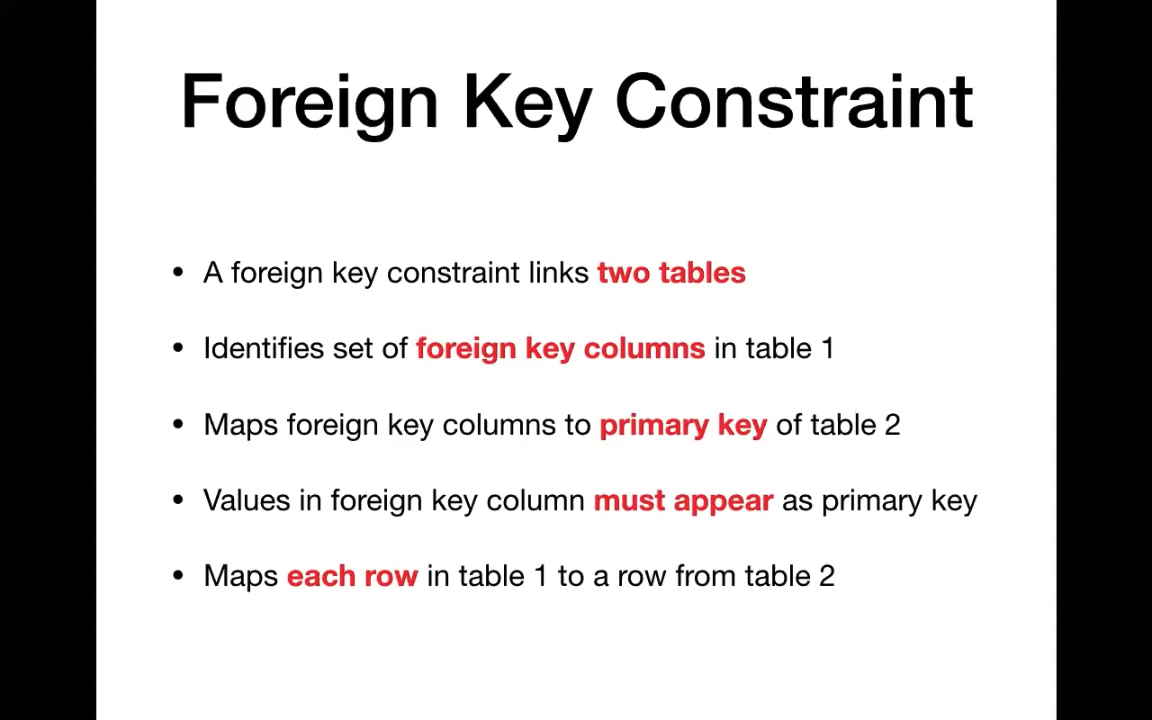 Foreign Key Constraint
• A foreign key constraint links two tables
• Identifies set of foreign key columns in table 1
• Maps foreign key columns to primary key of table 2
• Values in foreign key column must appear as primary key
• Maps each row in table 1 to a row from table 2